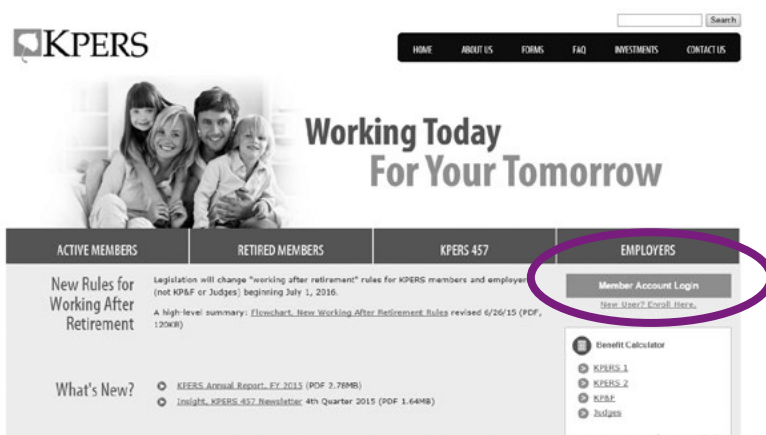 Search
KPERS
HOME ABOUT US FORMS FAQ INVESTMENTS CONTACT US
Working Today
For Your Tomorrow
ACTIVE MEMBERS RETIRED MEMBERS KPERS 457 EMPLOYERS
New Rules for
Working After
Retirement
Legislation will change "working after retirement" rules for KPERS members and employer
(not KP&F or Judges) beginning July 1, 2016.
A high-level summary: Flowchart, New Working After Retirement Rules revised 6/26/15 (PDF,
120KB)
Member Account Login
New User? Enroll Here.
Benefit Calculator
KPERS 1
KPERS 2
KP&F
Judges
What's New?
KPERS Annual Report, FY 2015 (PDF 2.78MB)
Insight, KPERS 457 Newsletter 4th Quarter 2015 (PDF 1.64MB)